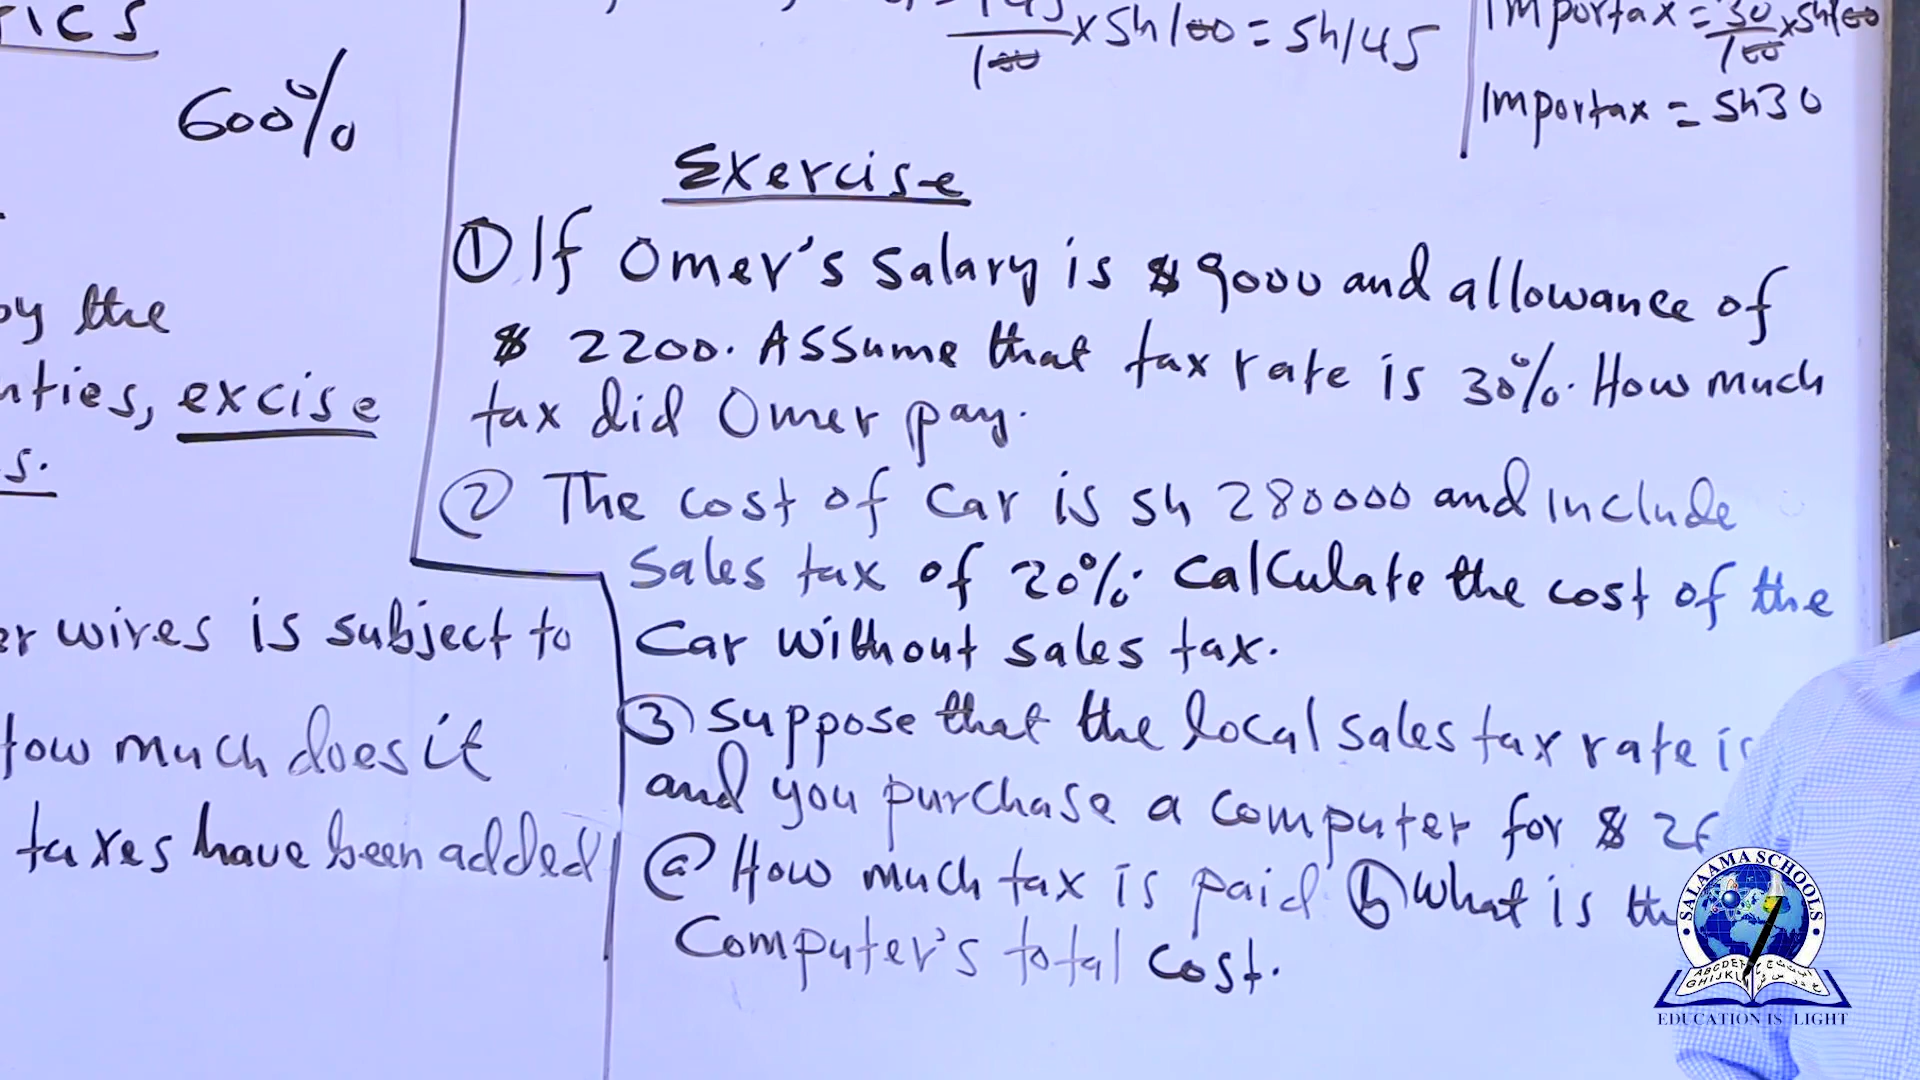 TICS
600%
by the
excise
s.
wires is subject to
How much does it
taxes have been added
145/100 x Sh100 = Sh145
Importax = 30/100 x Sh100
Importax = Sh30
Exercise
① If Omer's Salary is $ 9000 and allowance of
$ 2200. Assume that tax rate is 30%. How much
tax did Omer pay.
② The cost of Car is Sh 280000 and include
Sales tax of 20%. Calculate the cost of the
Car without sales tax.
③ Suppose that the local sales tax rate is
and you purchase a computer for $
ⓐ How much tax is paid ⓑ What is
Computer's total cost.
SALAAMA SCHOOLS
ABCDEF
GHIJKL
EDUCATION IS LIGHT